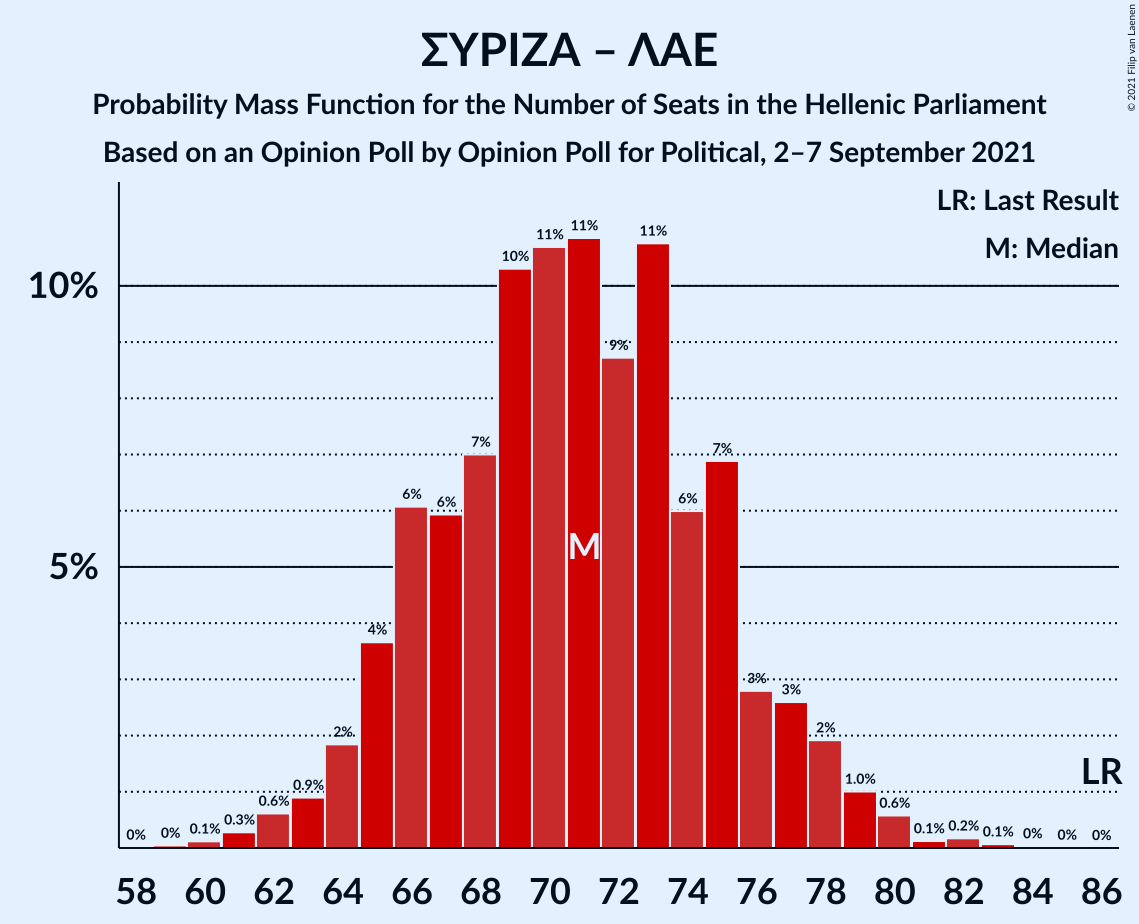 ΣΥΡΙΖΑ – ΛΑΕ
Probability Mass Function for the Number of Seats in the Hellenic Parliament
Based on an Opinion Poll by Opinion Poll for Political, 2–7 September 2021
© 2021 Filip van Laenen
LR: Last Result
M: Median
10%
5%
0% 0% 0.1% 0.3% 0.6% 0.9% 2% 4% 6% 6% 7% 10% 11% 11% 9% 11% 6% 7% 3% 3% 2% 1.0% 0.6% 0.1% 0.2% 0.1% 0% 0% 0%
M
LR
58 60 62 64 66 68 70 72 74 76 78 80 82 84 86